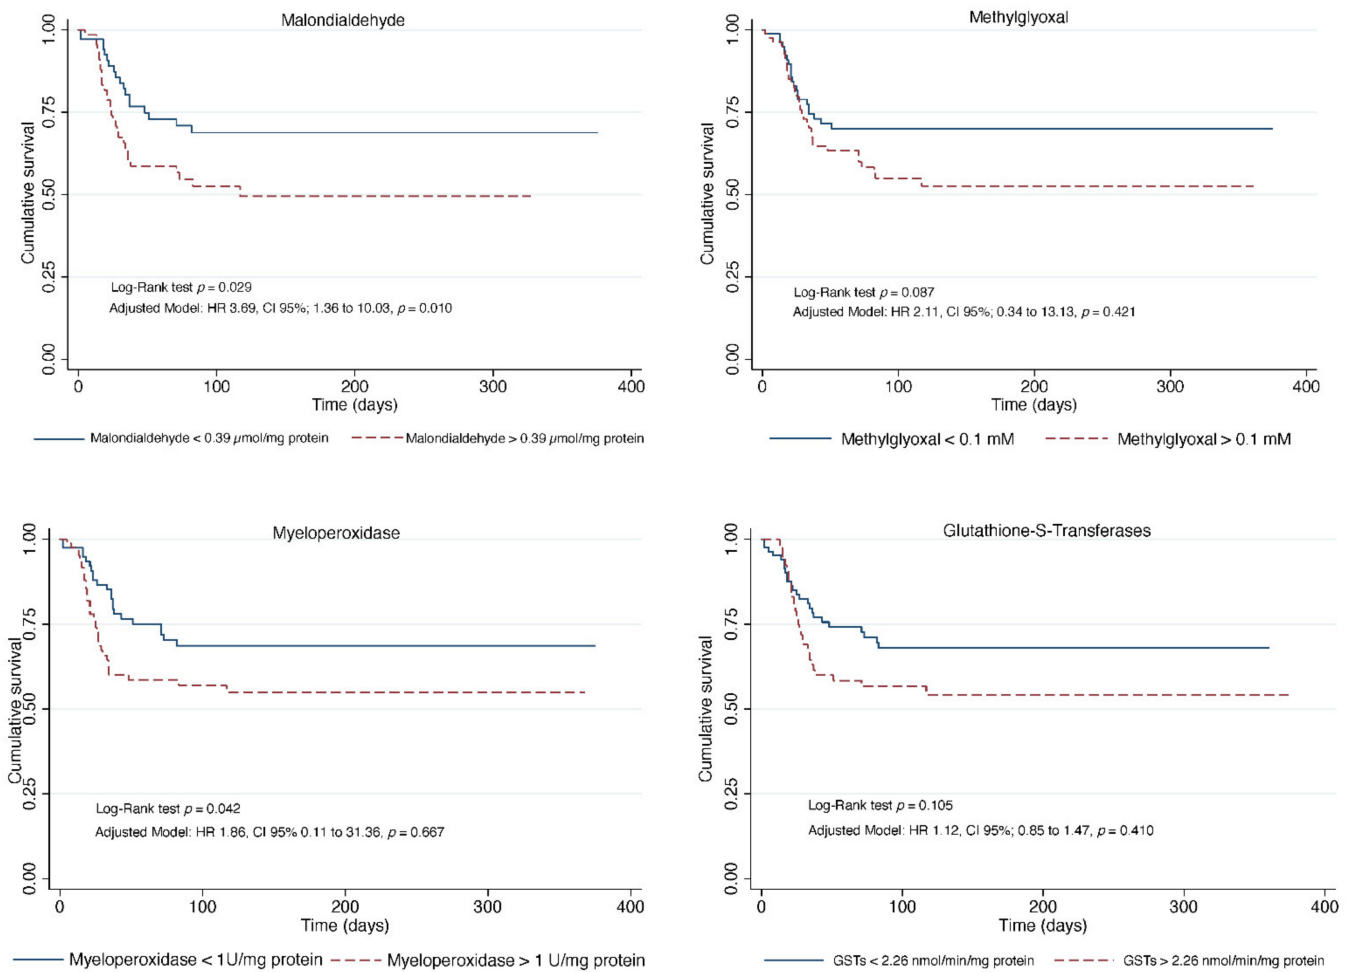 Malondialdehyde
Cumulative survival
1.00
0.75
0.50
0.25
0.00
Log-Rank test p = 0.029
Adjusted Model: HR 3.69, CI 95%; 1.36 to 10.03, p = 0.010
0 100 200 300 400
Time (days)
Malondialdehyde < 0.39 µmol/mg protein Malondialdehyde > 0.39 µmol/mg protein
Methylglyoxal
Cumulative survival
1.00
0.75
0.50
0.25
0.00
Log-Rank test p = 0.087
Adjusted Model: HR 2.11, CI 95%; 0.34 to 13.13, p = 0.421
0 100 200 300 400
Time (days)
Methylglyoxal < 0.1 mM Methylglyoxal > 0.1 mM
Myeloperoxidase
Cumulative survival
1.00
0.75
0.50
0.25
0.00
Log-Rank test p = 0.042
Adjusted Model: HR 1.86, CI 95% 0.11 to 31.36, p = 0.667
0 100 200 300 400
Time (days)
Myeloperoxidase < 1U/mg protein Myeloperoxidase > 1 U/mg protein
Glutathione-S-Transferases
Cumulative survival
1.00
0.75
0.50
0.25
0.00
Log-Rank test p = 0.105
Adjusted Model: HR 1.12, CI 95%; 0.85 to 1.47, p = 0.410
0 100 200 300 400
Time (days)
GSTs < 2.26 nmol/min/mg protein GSTs > 2.26 nmol/min/mg protein